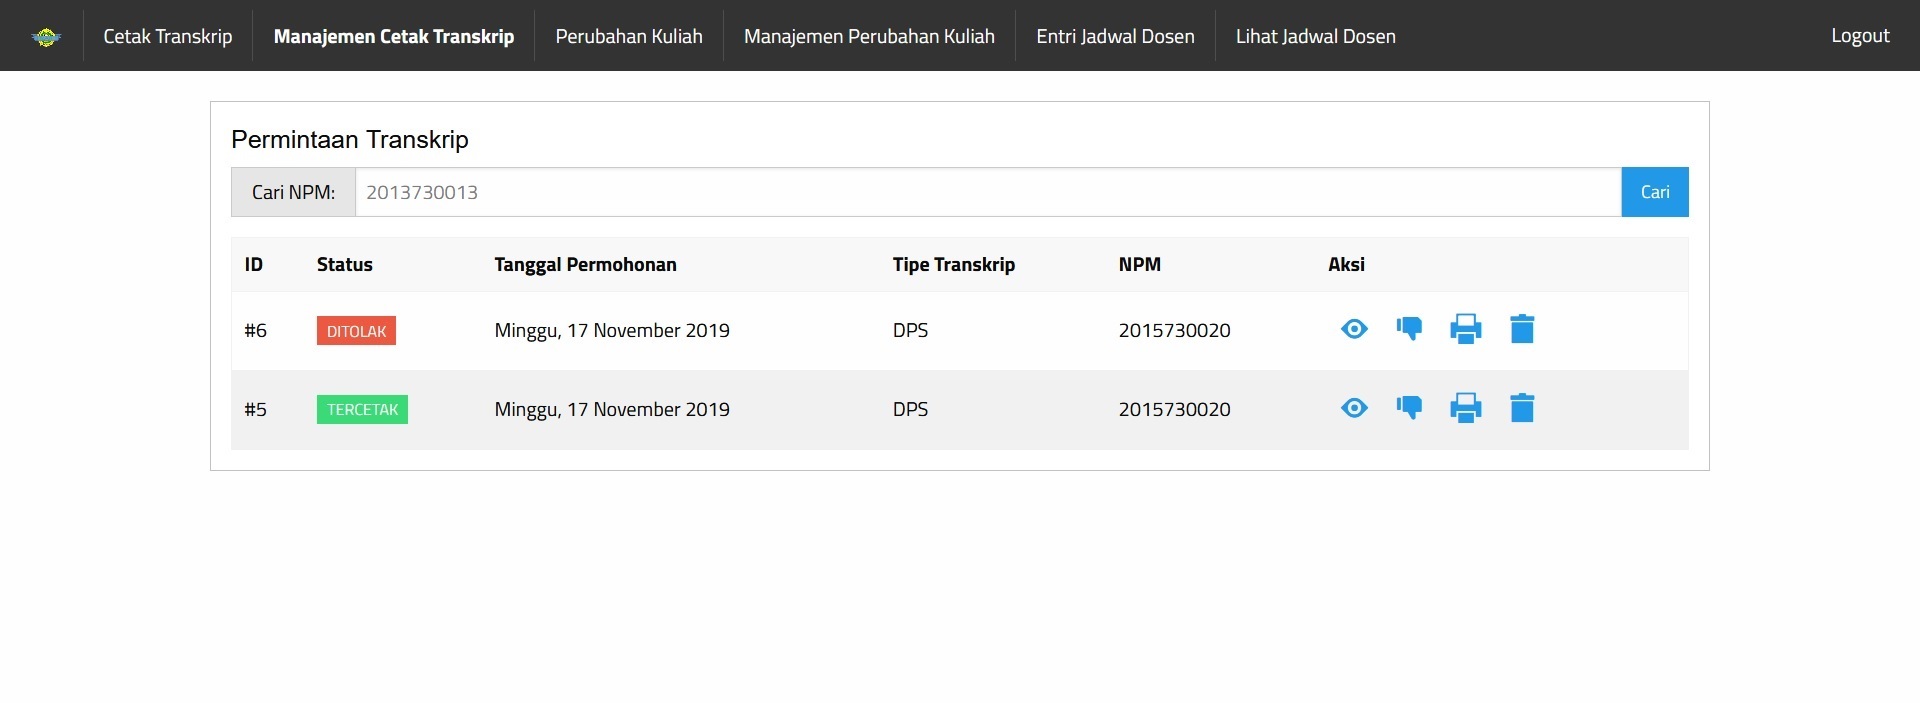 Cetak Transkrip Manajemen Cetak Transkrip Perubahan Kuliah Manajemen Perubahan Kuliah Entri Jadwal Dosen Lihat Jadwal Dosen Logout
Permintaan Transkrip
Cari NPM: 2013730013 Cari
ID Status Tanggal Permohonan Tipe Transkrip NPM Aksi
#6 DITOLAK Minggu, 17 November 2019 DPS 2015730020
#5 TERCETAK Minggu, 17 November 2019 DPS 2015730020